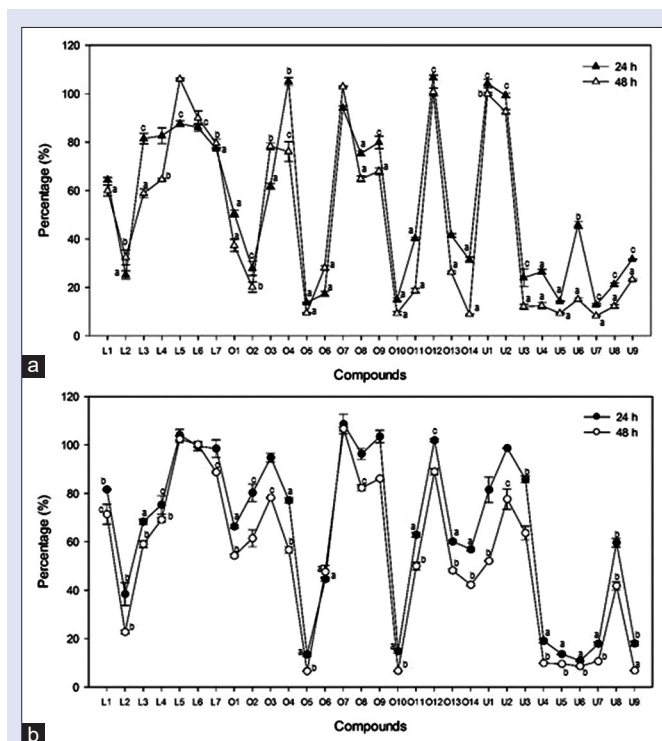 120
100
80
60
40
20
0
Percentage (%)
24 h
48 h
L1 L2 L3 L4 L5 L6 L7 O1 O2 O3 O4 O5 O6 O7 O8 O9 O10 O11 O12 O13 O14 U1 U2 U3 U4 U5 U6 U7 U8 U9
Compounds
a
120
100
80
60
40
20
0
Percentage (%)
24 h
48 h
L1 L2 L3 L4 L5 L6 L7 O1 O2 O3 O4 O5 O6 O7 O8 O9 O10 O11 O12 O13 O14 U1 U2 U3 U4 U5 U6 U7 U8 U9
Compounds
b